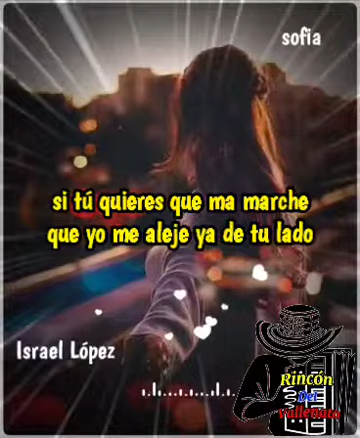 sofia
si tú quieres que ma marche
que yo me aleje ya de tu lado
Israel López
Rincón
Del
Vallenato